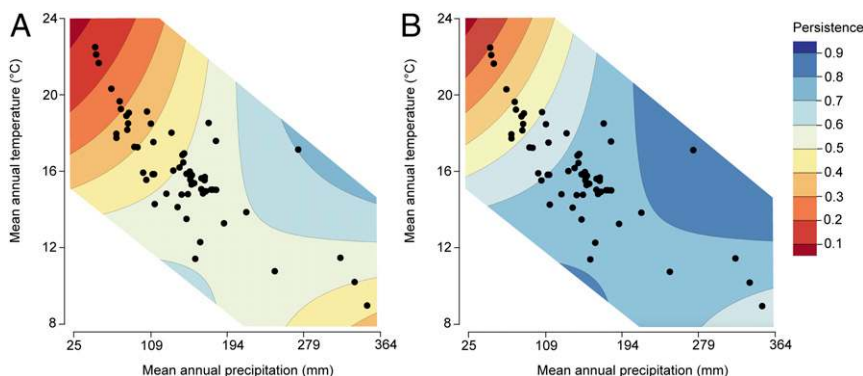 A
Mean annual temperature (°C)
24
20
16
12
8
25 109 194 279 364
Mean annual precipitation (mm)
B
Mean annual temperature (°C)
24
20
16
12
8
25 109 194 279 364
Mean annual precipitation (mm)
Persistence
0.9
0.8
0.7
0.6
0.5
0.4
0.3
0.2
0.1